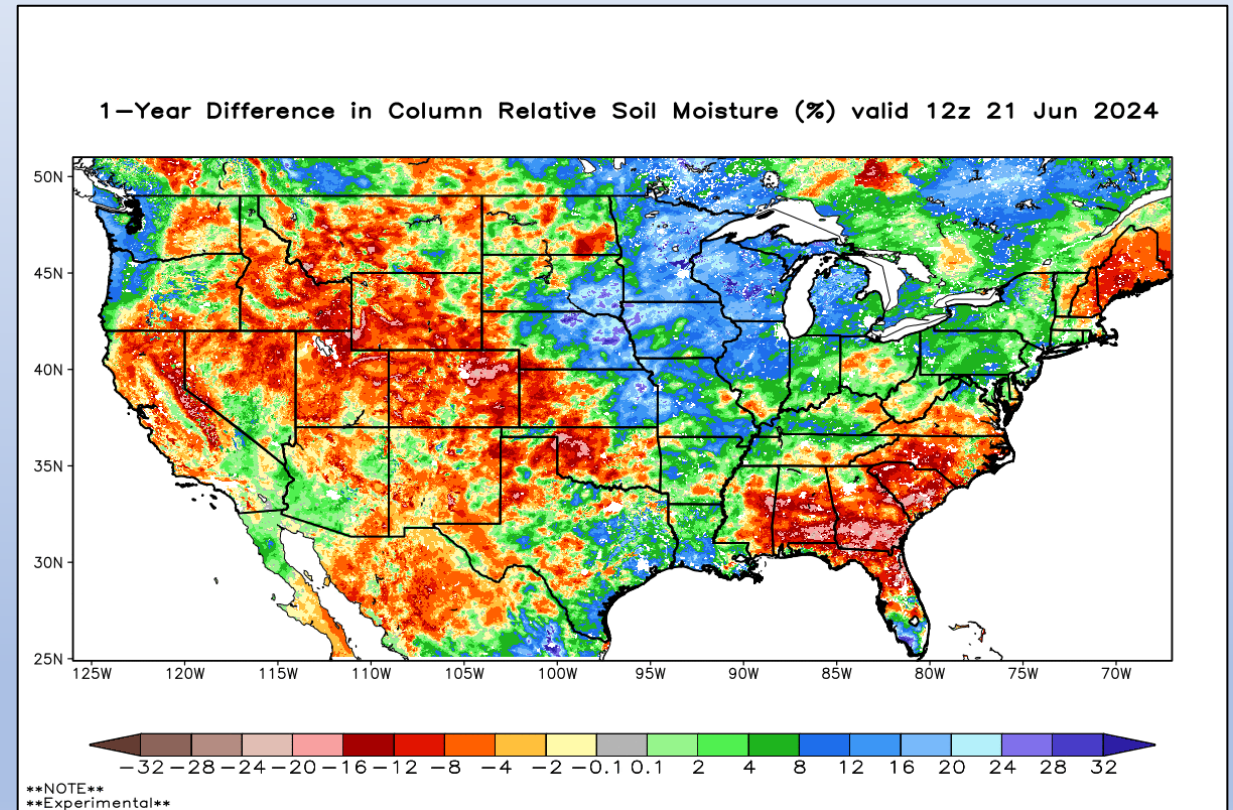 1-Year Difference in Column Relative Soil Moisture (%) valid 12z 21 Jun 2024
50N
45N
40N
35N
30N
25N
125W 120W 115W 110W 105W 100W 95W 90W 85W 80W 75W 70W
-32 -28 -24 -20 -16 -12 -8 -4 -2 -0.1 0.1 2 4 8 12 16 20 24 28 32
**NOTE**
**Experimental**